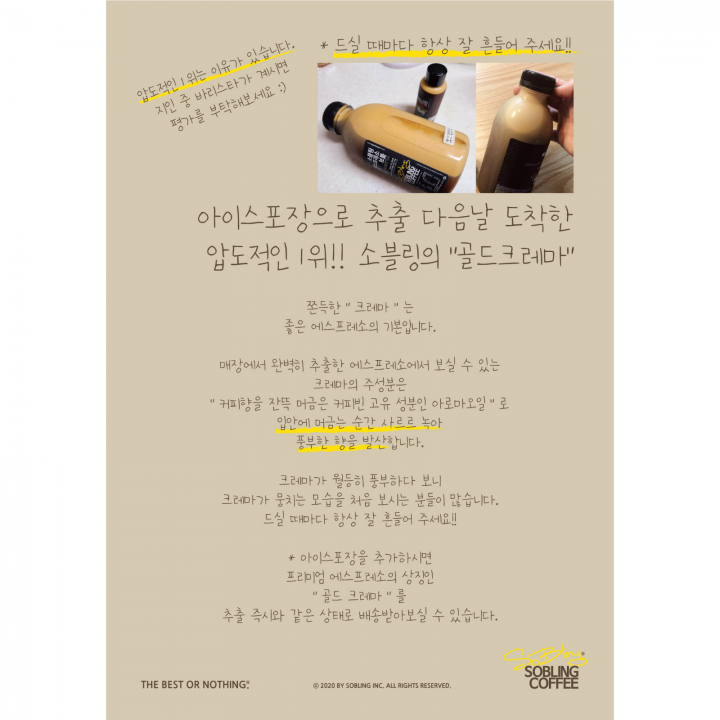 압도적인 1위는 이유가 있습니다.
지인 중 바리스타가 계시면
평가를 부탁해보세요 :)
* 드실 때마다 항상 잘 흔들어 주세요!!
SOBLING
COFFEE
아이스포장으로 추출 다음날 도착한
압도적인 1위!! 소블링의 "골드크레마"
쫀득한 " 크레마 " 는
좋은 에스프레소의 기본입니다.
매장에서 완벽히 추출한 에스프레소에서 보실 수 있는
크레마의 주성분은
" 커피향을 잔뜩 머금은 커피빈 고유 성분인 아로마오일 " 로
입안에 머금는 순간 사르르 녹아
풍부한 향을 발산합니다.
크레마가 월등히 풍부하다 보니
크레마가 뭉치는 모습을 처음 보시는 분들이 많습니다.
드실 때마다 항상 잘 흔들어 주세요!!
* 아이스포장을 추가하시면
프리미엄 에스프레소의 상징인
" 골드 크레마 " 를
추출 즉시와 같은 상태로 배송받아보실 수 있습니다.
THE BEST OR NOTHING.®
© 2020 BY SOBLING INC, ALL RIGHTS RESERVED.
SOBLING
COFFEE